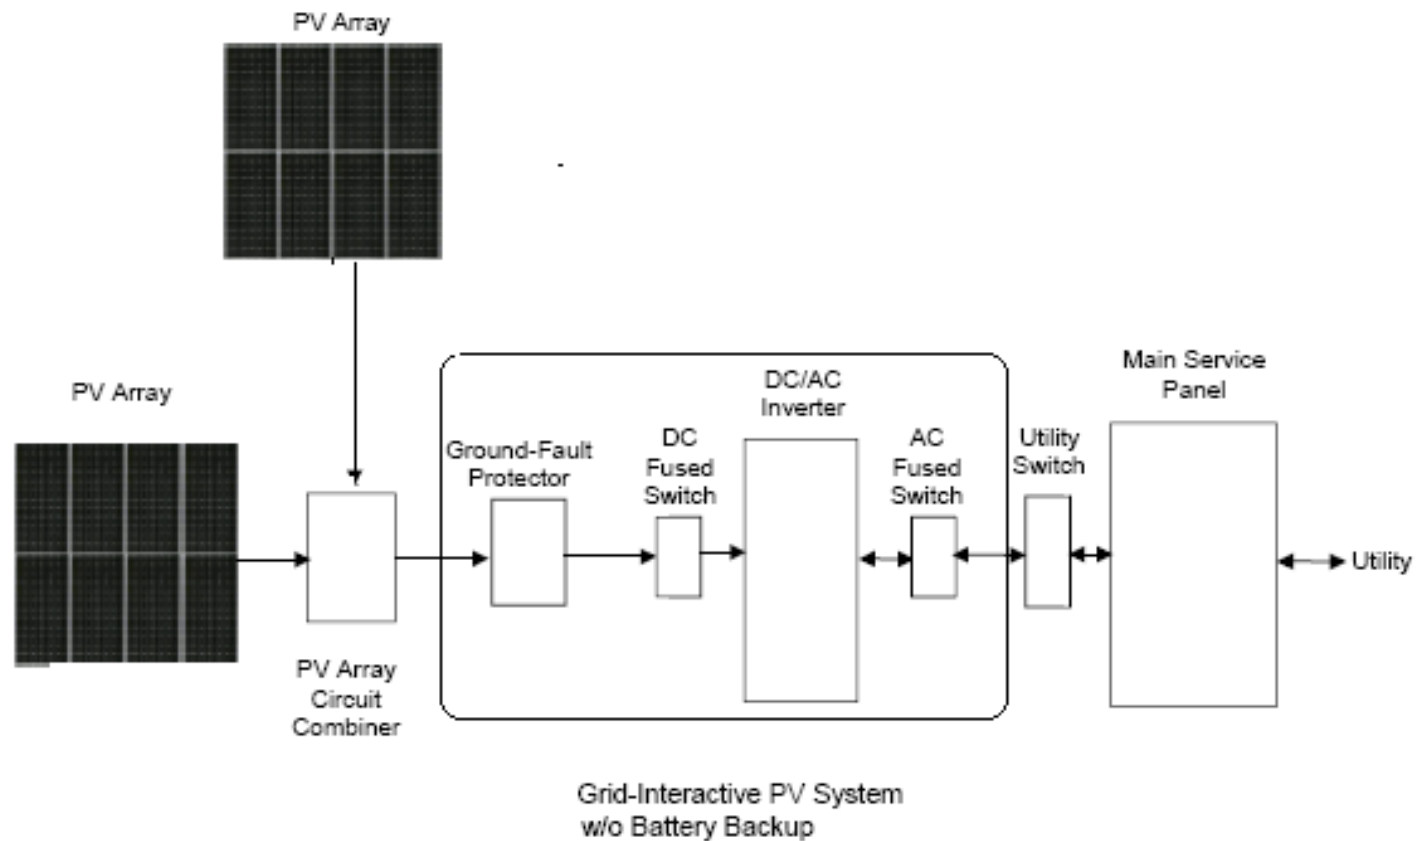 PV Array
PV Array
PV Array
Circuit
Combiner
Ground-Fault
Protector
DC
Fused
Switch
DC/AC
Inverter
AC
Fused
Switch
Utility
Switch
Main Service
Panel
Utility
Grid-Interactive PV System
w/o Battery Backup